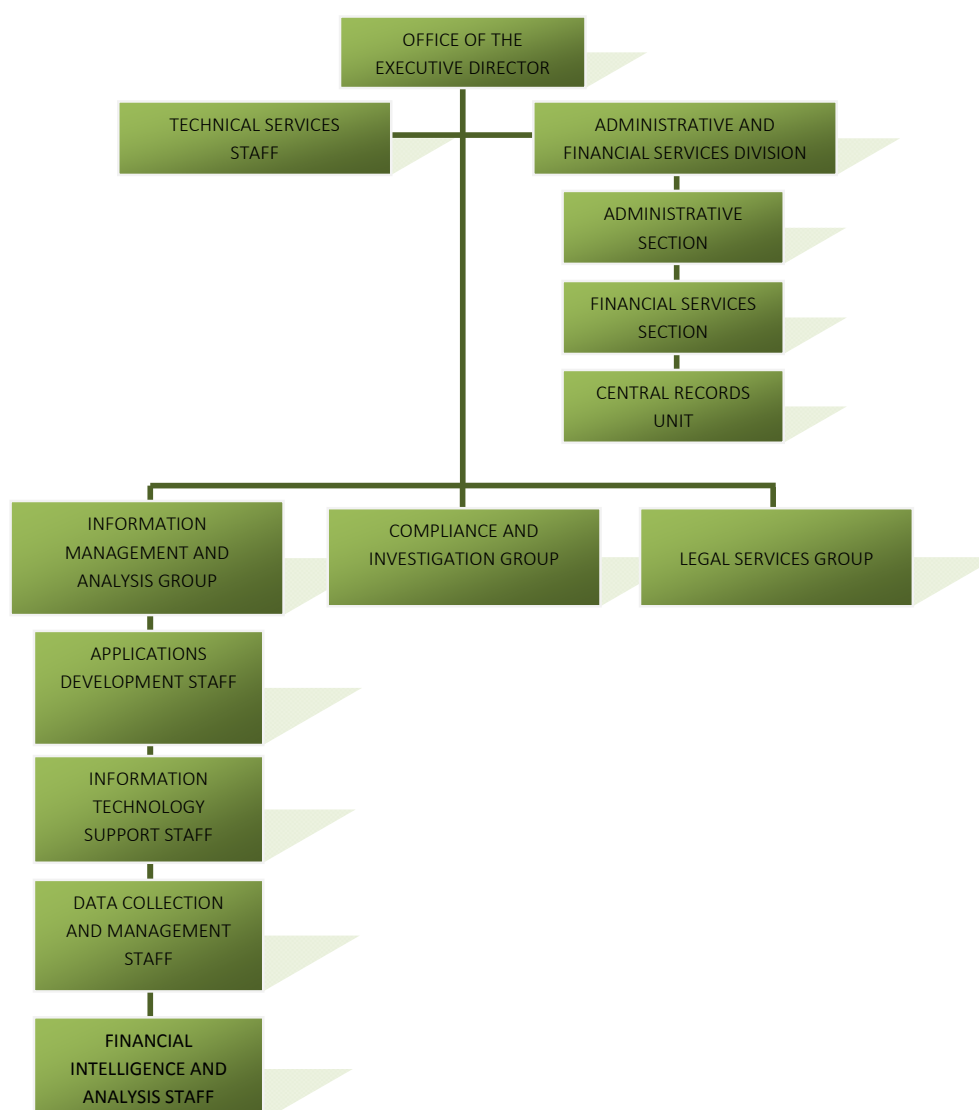 OFFICE OF THE
EXECUTIVE DIRECTOR
TECHNICAL SERVICES
STAFF
ADMINISTRATIVE AND
FINANCIAL SERVICES DIVISION
ADMINISTRATIVE
SECTION
FINANCIAL SERVICES
SECTION
CENTRAL RECORDS
UNIT
INFORMATION
MANAGEMENT AND
ANALYSIS GROUP
COMPLIANCE AND
INVESTIGATION GROUP
LEGAL SERVICES GROUP
APPLICATIONS
DEVELOPMENT STAFF
INFORMATION
TECHNOLOGY
SUPPORT STAFF
DATA COLLECTION
AND MANAGEMENT
STAFF
FINANCIAL
INTELLIGENCE AND
ANALYSIS STAFF